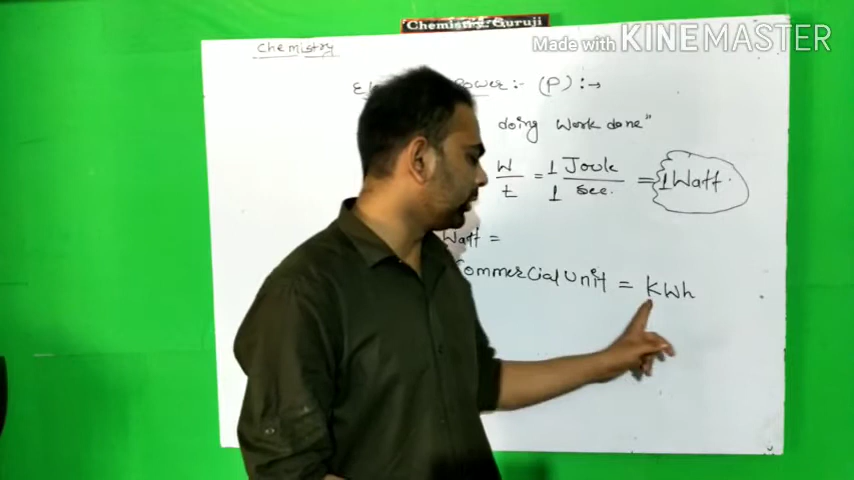 Chemistry Guruji
Made with KINEMASTER
Chemistry
Power:- (P) :→
doing work done"
W/t = 1 Joule/1 sec. = 1 Watt.
Watt =
Commercial Unit = KWh